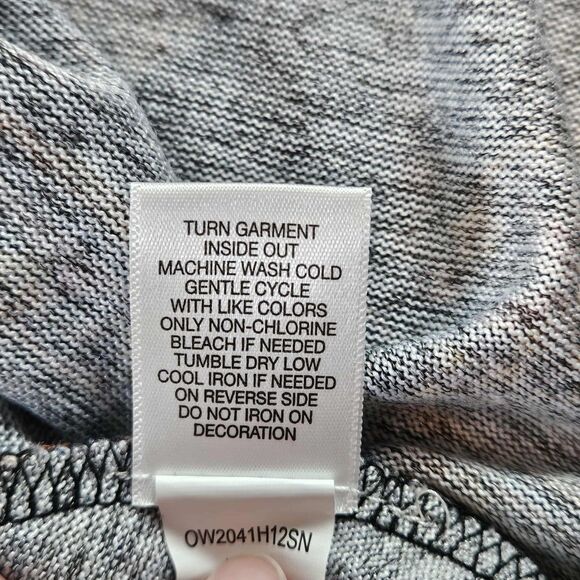 TURN GARMENT
INSIDE OUT
MACHINE WASH COLD
GENTLE CYCLE
WITH LIKE COLORS
ONLY NON-CHLORINE
BLEACH IF NEEDED
TUMBLE DRY LOW
COOL IRON IF NEEDED
ON REVERSE SIDE
DO NOT IRON ON
DECORATION
OW2041H12SN